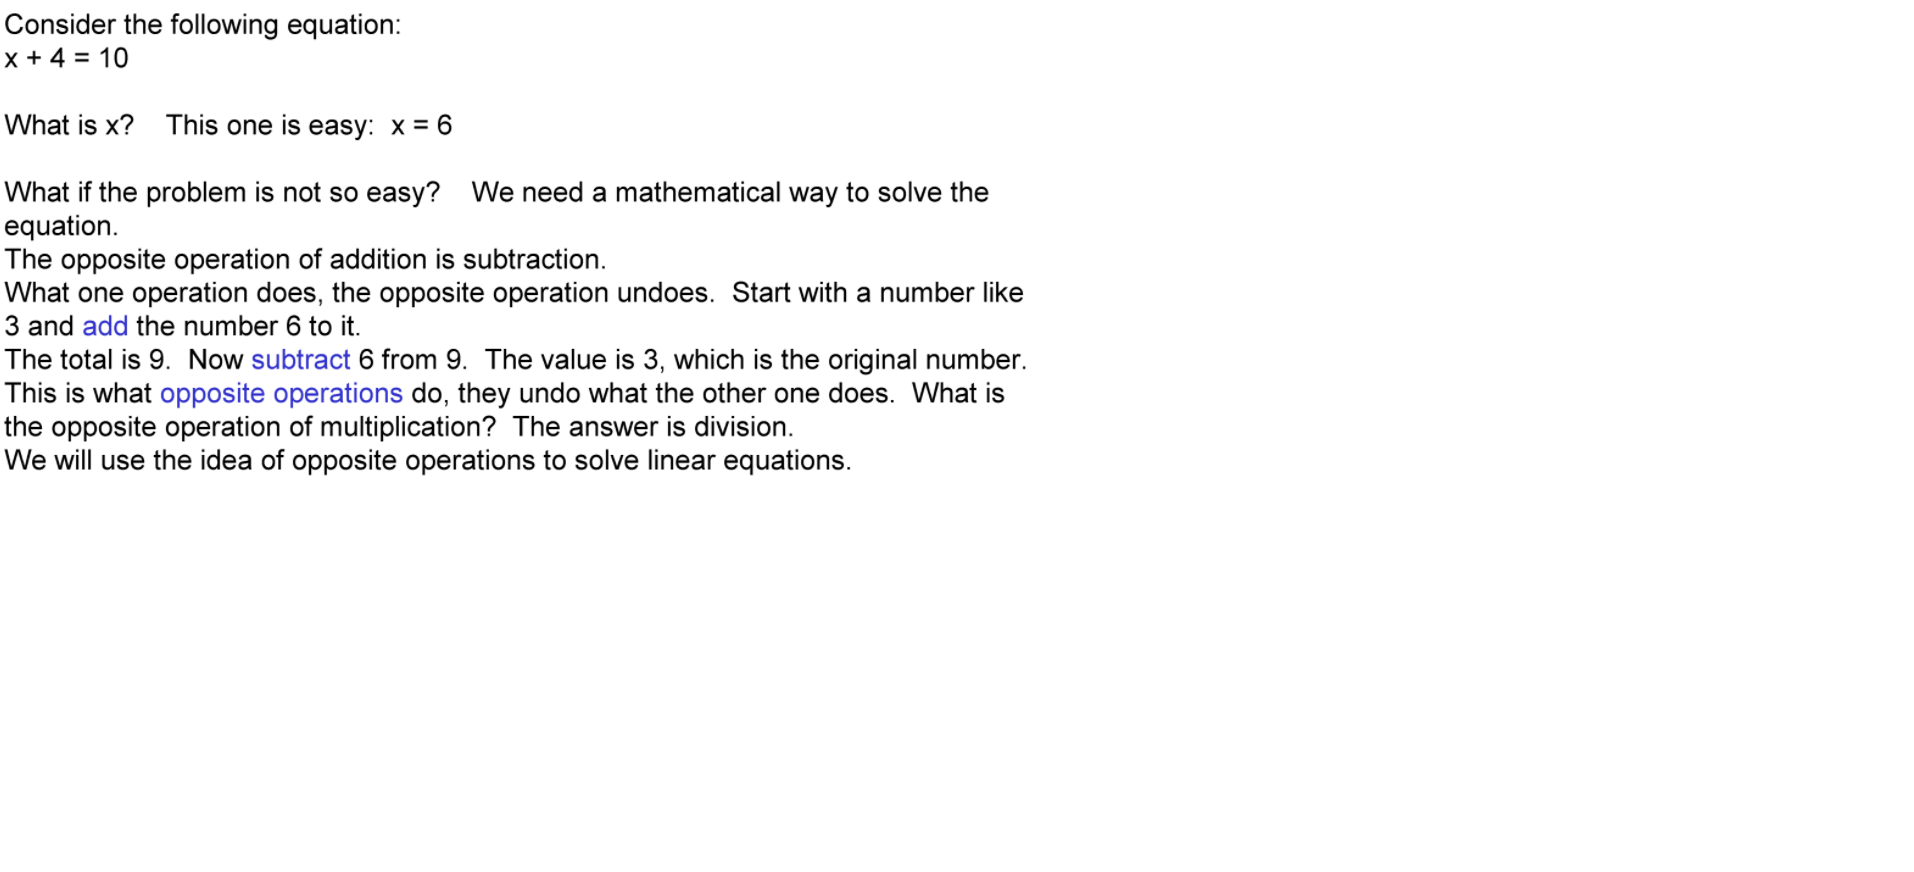 Consider the following equation:
x + 4 = 10
What is x?    This one is easy:  x = 6
What if the problem is not so easy?    We need a mathematical way to solve the
equation.
The opposite operation of addition is subtraction.
What one operation does, the opposite operation undoes.  Start with a number like
3 and add the number 6 to it.
The total is 9.  Now subtract 6 from 9.  The value is 3, which is the original number.
This is what opposite operations do, they undo what the other one does.  What is
the opposite operation of multiplication?  The answer is division.
We will use the idea of opposite operations to solve linear equations.